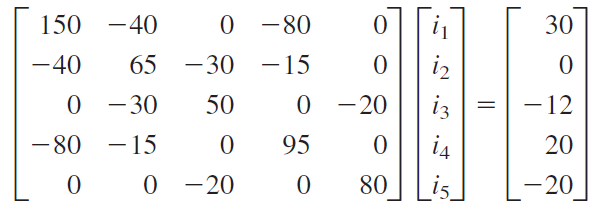 150 −40 0 −80 0 i₁ 30
−40 65 −30 −15 0 i₂ 0
0 −30 50 0 −20 i₃ = −12
−80 −15 0 95 0 i₄ 20
0 0 −20 0 80 i₅ −20